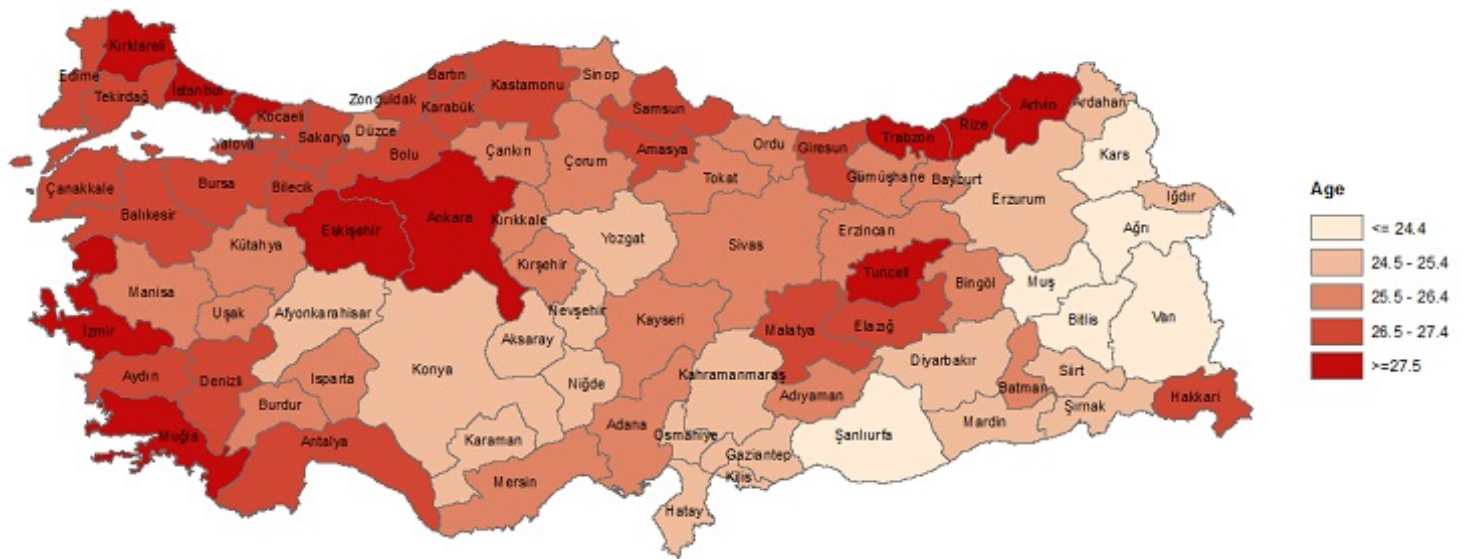 Kırklareli
Edirne
Tekirdağ
İstanbul
Kocaeli
Yalova
Sakarya
Düzce
Zonguldak
Bartın
Karabük
Kastamonu
Sinop
Samsun
Bolu
Çankırı
Çorum
Amasya
Tokat
Ordu
Giresun
Trabzon
Rize
Artvin
Ardahan
Kars
Gümüşhane
Bayburt
Erzurum
Iğdır
Ağrı
Çanakkale
Balıkesir
Bursa
Bilecik
Eskişehir
Ankara
Kırıkkale
Kırşehir
Yozgat
Sivas
Erzincan
Tunceli
Bingöl
Muş
Bitlis
Van
Kütahya
Manisa
Uşak
Afyonkarahisar
İzmir
Aydın
Denizli
Isparta
Burdur
Muğla
Antalya
Konya
Aksaray
Nevşehir
Niğde
Kayseri
Karaman
Mersin
Adana
Kahramanmaraş
Osmaniye
Hatay
Gaziantep
Kilis
Malatya
Elazığ
Adıyaman
Şanlıurfa
Diyarbakır
Mardin
Batman
Siirt
Şırnak
Hakkari
Age
<= 24.4
24.5 - 25.4
25.5 - 26.4
26.5 - 27.4
>=27.5